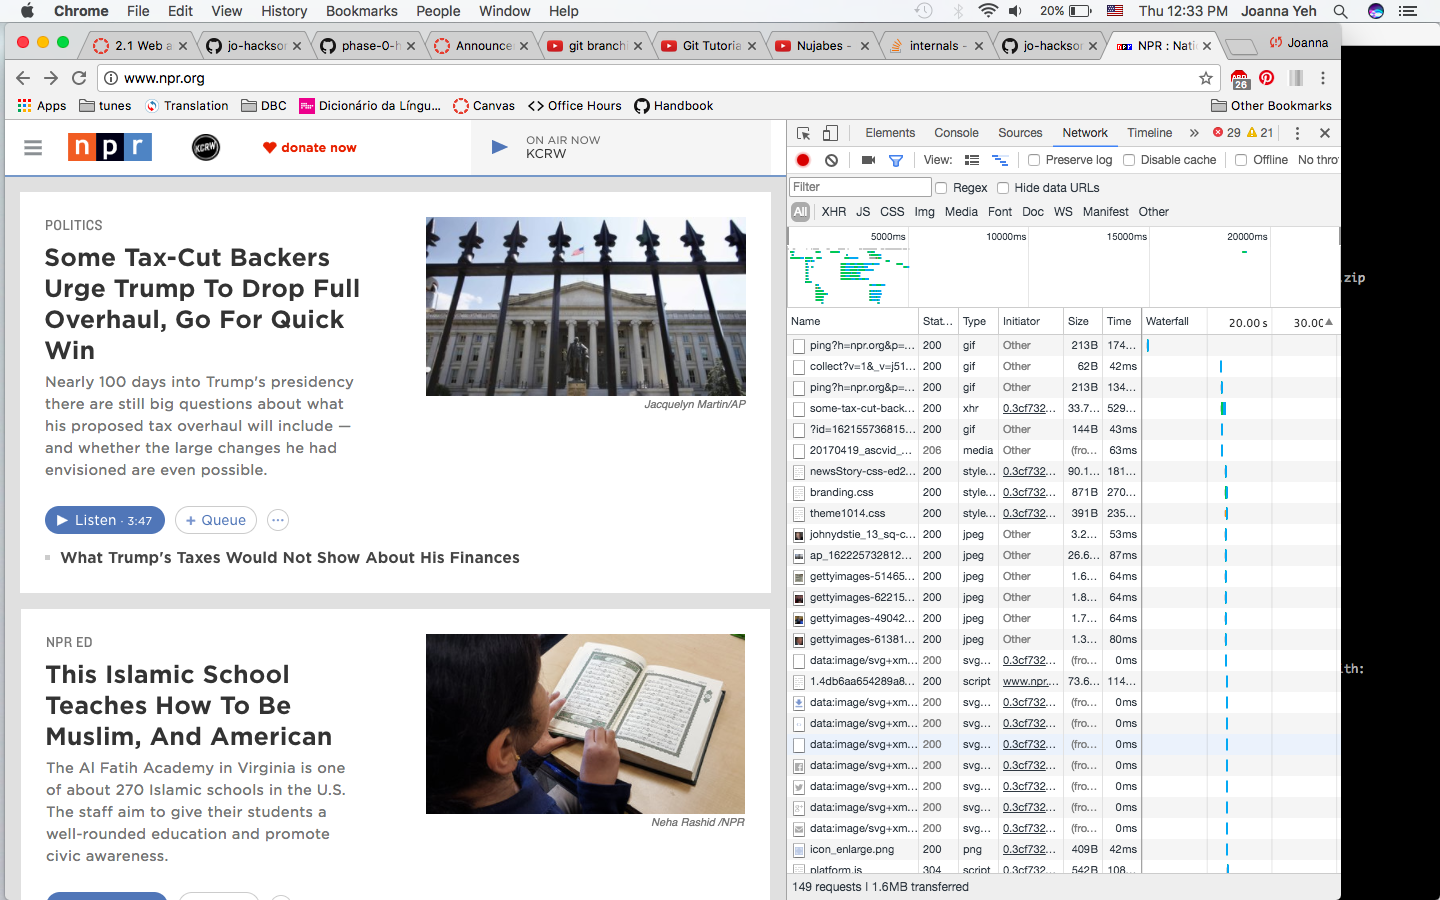 Chrome File Edit View History Bookmarks People Window Help 20% Thu 12:33 PM Joanna Yeh
2.1 Web a jo-hackson phase-0-h Announcem git branchi Git Tutoria Nujabes - internals - jo-hackson NPR : Nati Joanna
www.npr.org 26
Apps tunes Translation DBC Dicionário da Língu... Canvas Office Hours Handbook Other Bookmarks
npr KCRW donate now
ON AIR NOW
KCRW
POLITICS
Some Tax-Cut Backers
Urge Trump To Drop Full
Overhaul, Go For Quick
Win
Nearly 100 days into Trump's presidency
there are still big questions about what
his proposed tax overhaul will include —
and whether the large changes he had
envisioned are even possible.
Jacquelyn Martin/AP
Listen · 3:47 + Queue
What Trump's Taxes Would Not Show About His Finances
NPR ED
This Islamic School
Teaches How To Be
Muslim, And American
The Al Fatih Academy in Virginia is one
of about 270 Islamic schools in the U.S.
The staff aim to give their students a
well-rounded education and promote
civic awareness.
Neha Rashid /NPR
Elements Console Sources Network Timeline » 29 21
View: Preserve log Disable cache Offline No thro
Filter Regex Hide data URLs
All XHR JS CSS Img Media Font Doc WS Manifest Other
5000ms 10000ms 15000ms 20000ms
Name Stat... Type Initiator Size Time Waterfall 20.00 s 30.00
ping?h=npr.org&p=... 200 gif Other 213B 174...
collect?v=1&_v=j51... 200 gif Other 62B 42ms
ping?h=npr.org&p=... 200 gif Other 213B 134...
some-tax-cut-back... 200 xhr 0.3cf732... 33.7... 529...
?id=162155736815... 200 gif Other 144B 43ms
20170419_ascvid_... 206 media Other (fro... 63ms
newsStory-css-ed2... 200 style... 0.3cf732... 90.1... 181...
branding.css 200 style... 0.3cf732... 871B 270...
theme1014.css 200 style... 0.3cf732... 391B 235...
johnydstie_13_sq-c... 200 jpeg Other 3.2... 53ms
ap_162225732812... 200 jpeg Other 26.6... 87ms
gettyimages-51465... 200 jpeg Other 1.6... 64ms
gettyimages-62215... 200 jpeg Other 1.8... 64ms
gettyimages-49042... 200 jpeg Other 1.7... 64ms
gettyimages-61381... 200 jpeg Other 1.3... 80ms
data:image/svg+xm... 200 svg... 0.3cf732... (fro... 0ms
1.4db6aa654289a8... 200 script www.npr.... 73.6... 114...
data:image/svg+xm... 200 svg... 0.3cf732... (fro... 0ms
data:image/svg+xm... 200 svg... 0.3cf732... (fro... 0ms
data:image/svg+xm... 200 svg... 0.3cf732... (fro... 0ms
data:image/svg+xm... 200 svg... 0.3cf732... (fro... 0ms
data:image/svg+xm... 200 svg... 0.3cf732... (fro... 0ms
data:image/svg+xm... 200 svg... 0.3cf732... (fro... 0ms
data:image/svg+xm... 200 svg... 0.3cf732... (fro... 0ms
icon_enlarge.png 200 png 0.3cf732... 409B 42ms
platform.js 304 script 0.3cf732... 542B 108...
149 requests | 1.6MB transferred
.zip
ith: